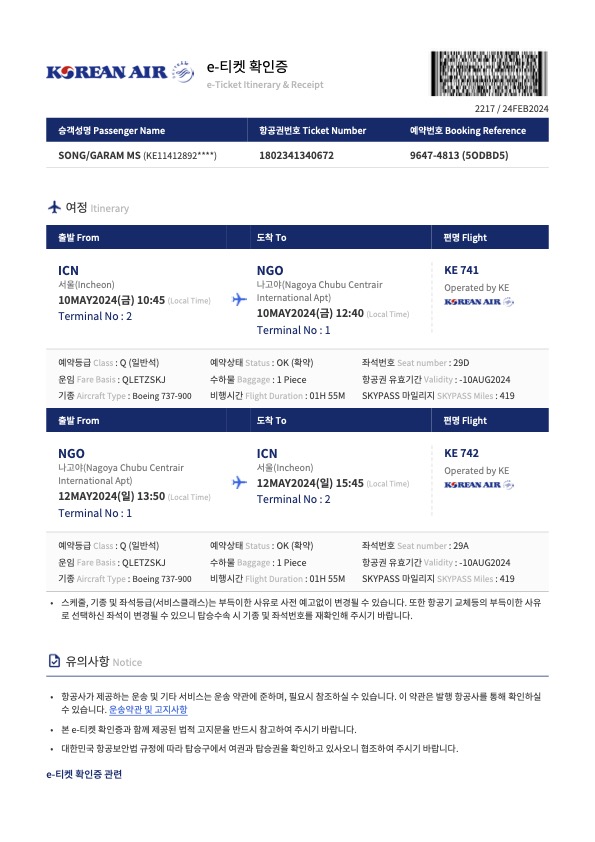 KOREAN AIR
e-티켓 확인증
e-Ticket Itinerary & Receipt
2217 / 24FEB2024
승객성명 Passenger Name 항공권번호 Ticket Number 예약번호 Booking Reference
SONG/GARAM MS (KE11412892****) 1802341340672 9647-4813 (5ODBD5)
여정 Itinerary
출발 From 도착 To 편명 Flight
ICN NGO KE 741
서울(Incheon) 나고야(Nagoya Chubu Centrair Operated by KE
International Apt) KOREAN AIR
10MAY2024(금) 10:45 (Local Time) 10MAY2024(금) 12:40 (Local Time)
Terminal No : 2 Terminal No : 1
예약등급 Class : Q (일반석) 예약상태 Status : OK (확약) 좌석번호 Seat number : 29D
운임 Fare Basis : QLETZSKJ 수하물 Baggage : 1 Piece 항공권 유효기간 Validity : -10AUG2024
기종 Aircraft Type : Boeing 737-900 비행시간 Flight Duration : 01H 55M SKYPASS 마일리지 SKYPASS Miles : 419
출발 From 도착 To 편명 Flight
NGO ICN KE 742
나고야(Nagoya Chubu Centrair 서울(Incheon) Operated by KE
International Apt) KOREAN AIR
12MAY2024(일) 13:50 (Local Time) 12MAY2024(일) 15:45 (Local Time)
Terminal No : 1 Terminal No : 2
예약등급 Class : Q (일반석) 예약상태 Status : OK (확약) 좌석번호 Seat number : 29A
운임 Fare Basis : QLETZSKJ 수하물 Baggage : 1 Piece 항공권 유효기간 Validity : -10AUG2024
기종 Aircraft Type : Boeing 737-900 비행시간 Flight Duration : 01H 55M SKYPASS 마일리지 SKYPASS Miles : 419
• 스케줄, 기종 및 좌석등급(서비스클래스)는 부득이한 사유로 사전 예고없이 변경될 수 있습니다. 또한 항공기 교체등의 부득이한 사유
로 선택하신 좌석이 변경될 수 있으니 탑승수속 시 기종 및 좌석번호를 재확인해 주시기 바랍니다.
유의사항 Notice
• 항공사가 제공하는 운송 및 기타 서비스는 운송 약관에 준하며, 필요시 참조하실 수 있습니다. 이 약관은 발행 항공사를 통해 확인하실
수 있습니다. 운송약관 및 고지사항
• 본 e-티켓 확인증과 함께 제공된 법적 고지문을 반드시 참고하여 주시기 바랍니다.
• 대한민국 항공보안법 규정에 따라 탑승구에서 여권과 탑승권을 확인하고 있사오니 협조하여 주시기 바랍니다.
e-티켓 확인증 관련